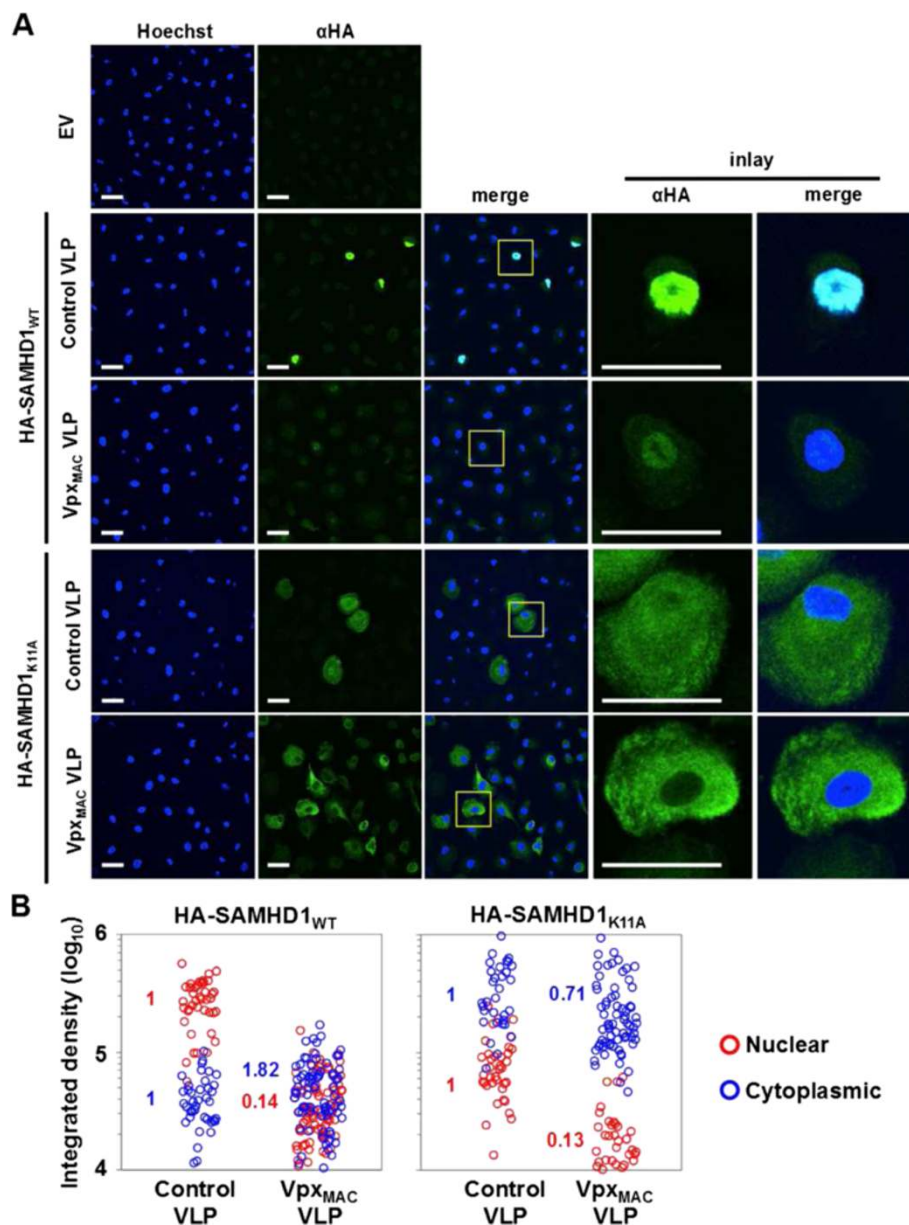 A
Hoechst
αHA
EV
inlay
merge
αHA
merge
HA-SAMHD1WT
Control VLP
VpxMAC VLP
HA-SAMHD1K11A
Control VLP
VpxMAC VLP
B
HA-SAMHD1WT
HA-SAMHD1K11A
Integrated density (log10)
6
5
4
1
1
1.82
0.14
1
1
0.71
0.13
Nuclear
Cytoplasmic
Control
VLP
VpxMAC
VLP
Control
VLP
VpxMAC
VLP